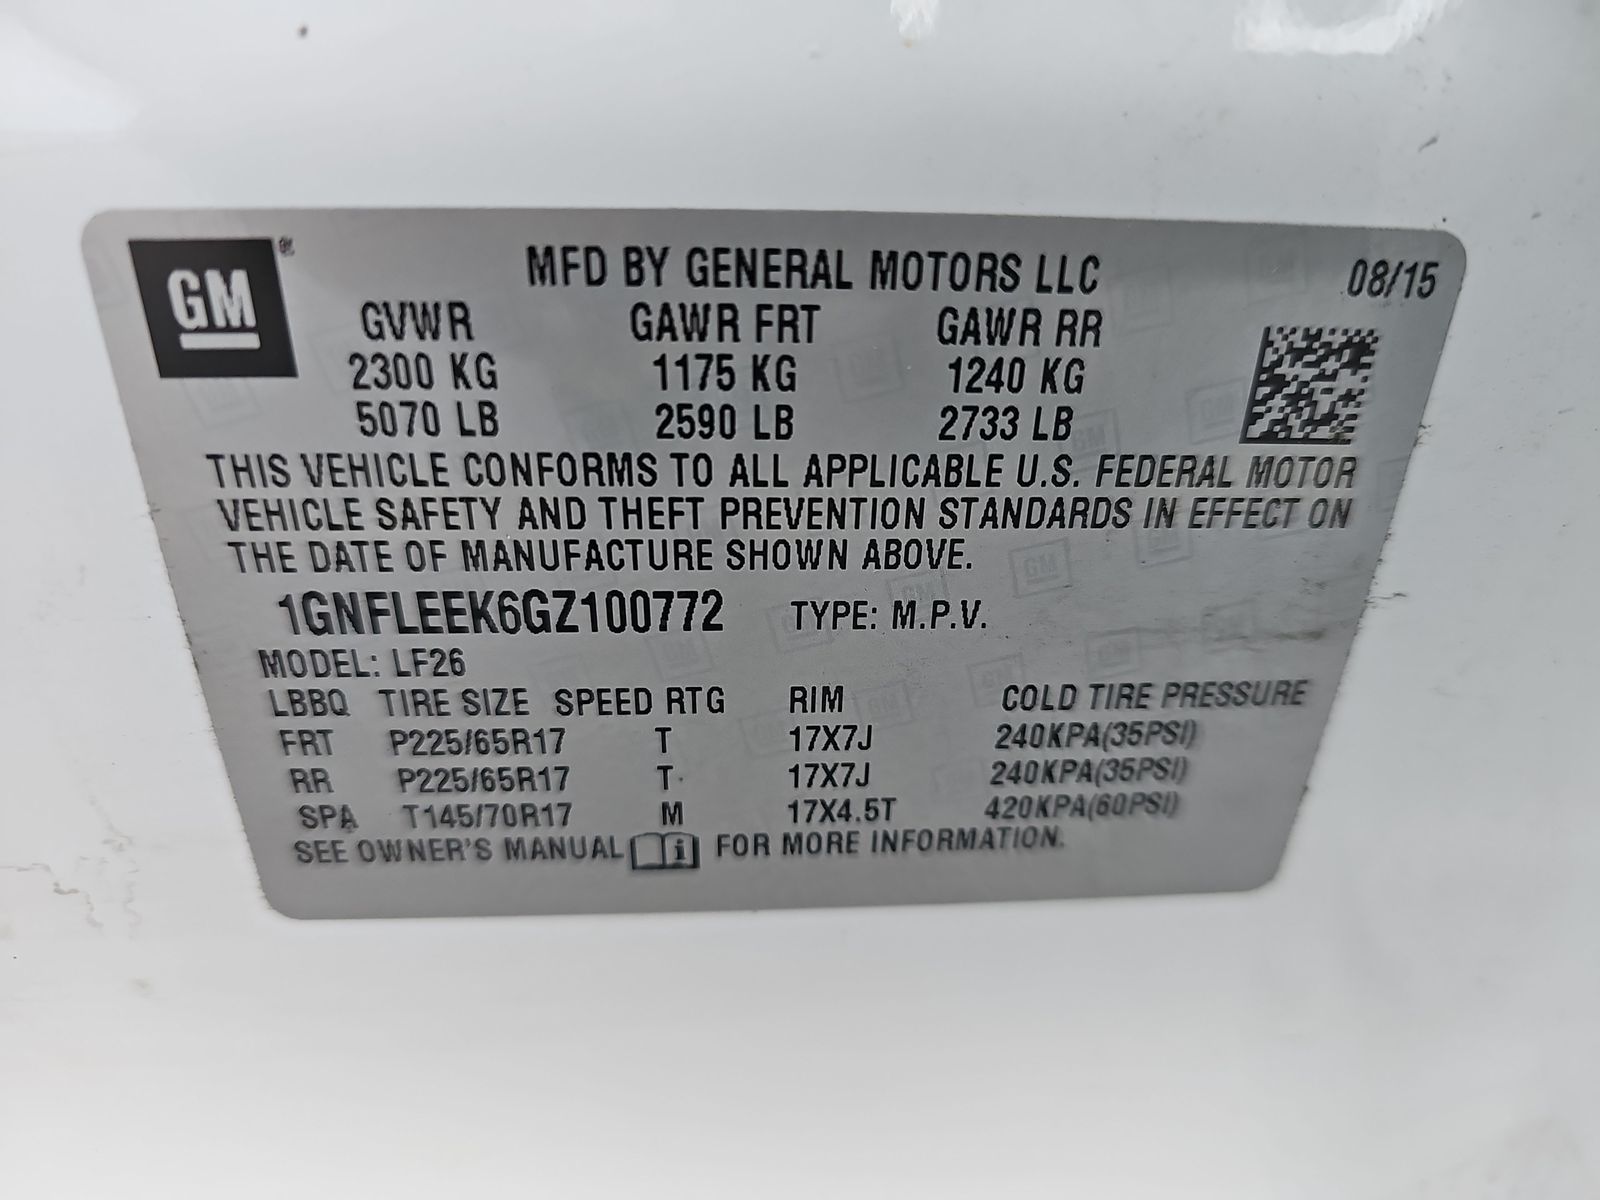 GM ®
MFD BY GENERAL MOTORS LLC 08/15
GVWR GAWR FRT GAWR RR
2300 KG 1175 KG 1240 KG
5070 LB 2590 LB 2733 LB
THIS VEHICLE CONFORMS TO ALL APPLICABLE U.S. FEDERAL MOTOR
VEHICLE SAFETY AND THEFT PREVENTION STANDARDS IN EFFECT ON
THE DATE OF MANUFACTURE SHOWN ABOVE.
1GNFLEEK6GZ100772 TYPE: M.P.V.
MODEL: LF26
LBBQ TIRE SIZE SPEED RTG RIM COLD TIRE PRESSURE
FRT P225/65R17 T 17X7J 240KPA(35PSI)
RR P225/65R17 T 17X7J 240KPA(35PSI)
SPA T145/70R17 M 17X4.5T 420KPA(60PSI)
SEE OWNER'S MANUAL i FOR MORE INFORMATION.